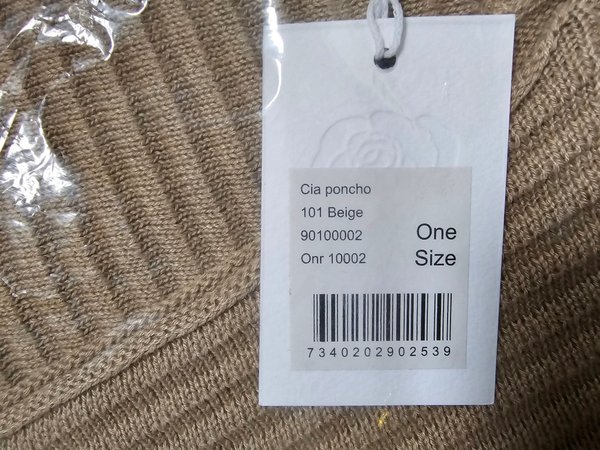 Cia poncho
101 Beige
90100002
Onr 10002
One
Size
7340202902539